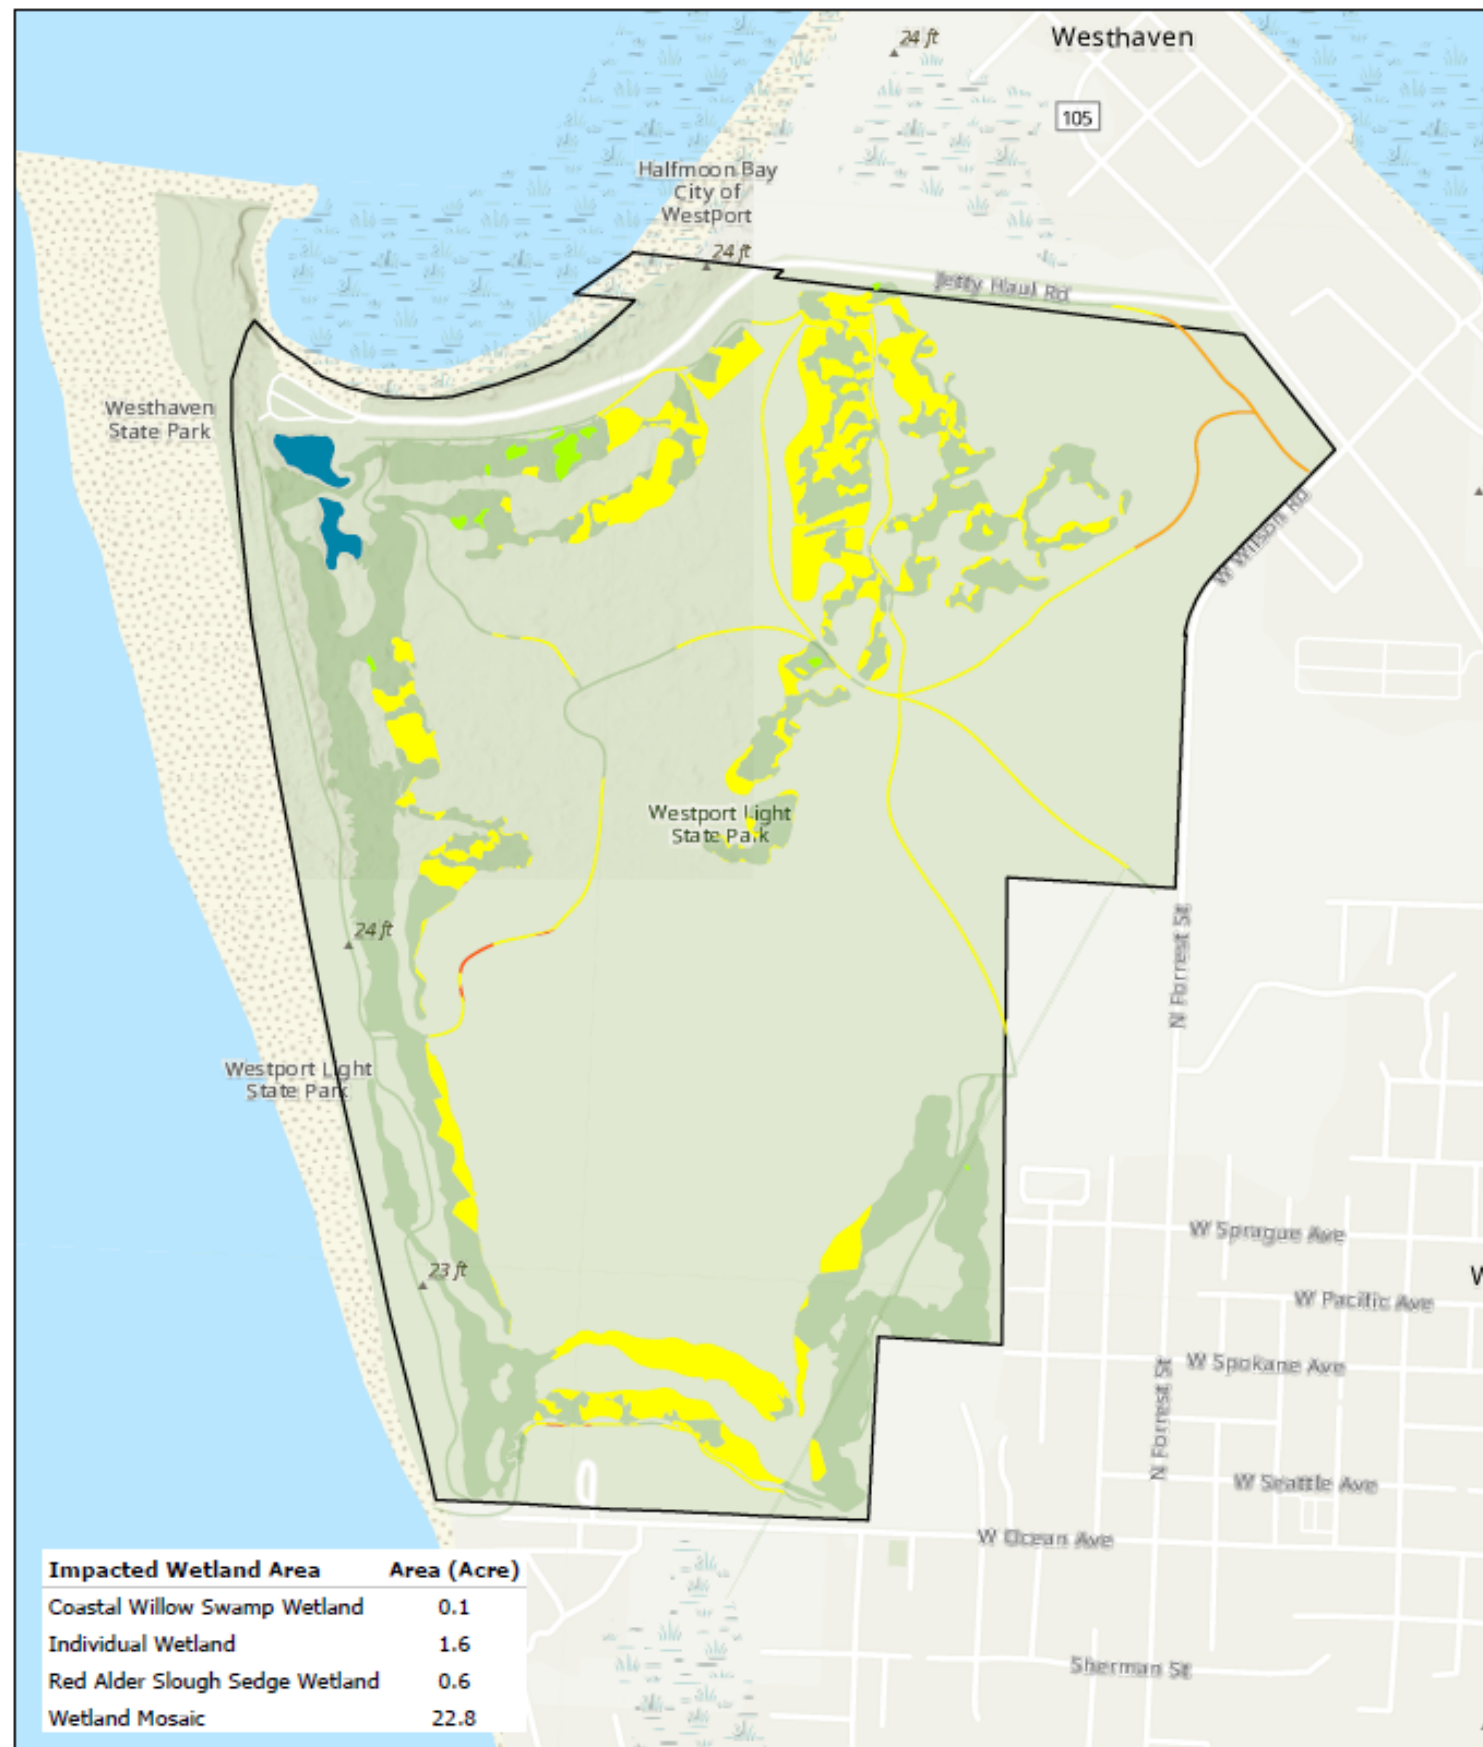 24 ft
Westhaven
105
Halfmoon Bay
City of
Westport
24 ft
Jetty Haul Rd
Westhaven
State Park
W Wilson Rd
Westport Light
State Park
24 ft
N Forrest St
Westport Light
State Park
W Sprague Ave
23 ft
W
W Pacific Ave
W Spokane Ave
N Forrest St
W Seattle Ave
W Ocean Ave
Sherman St
Impacted Wetland Area Area (Acre)
Coastal Willow Swamp Wetland 0.1
Individual Wetland 1.6
Red Alder Slough Sedge Wetland 0.6
Wetland Mosaic 22.8